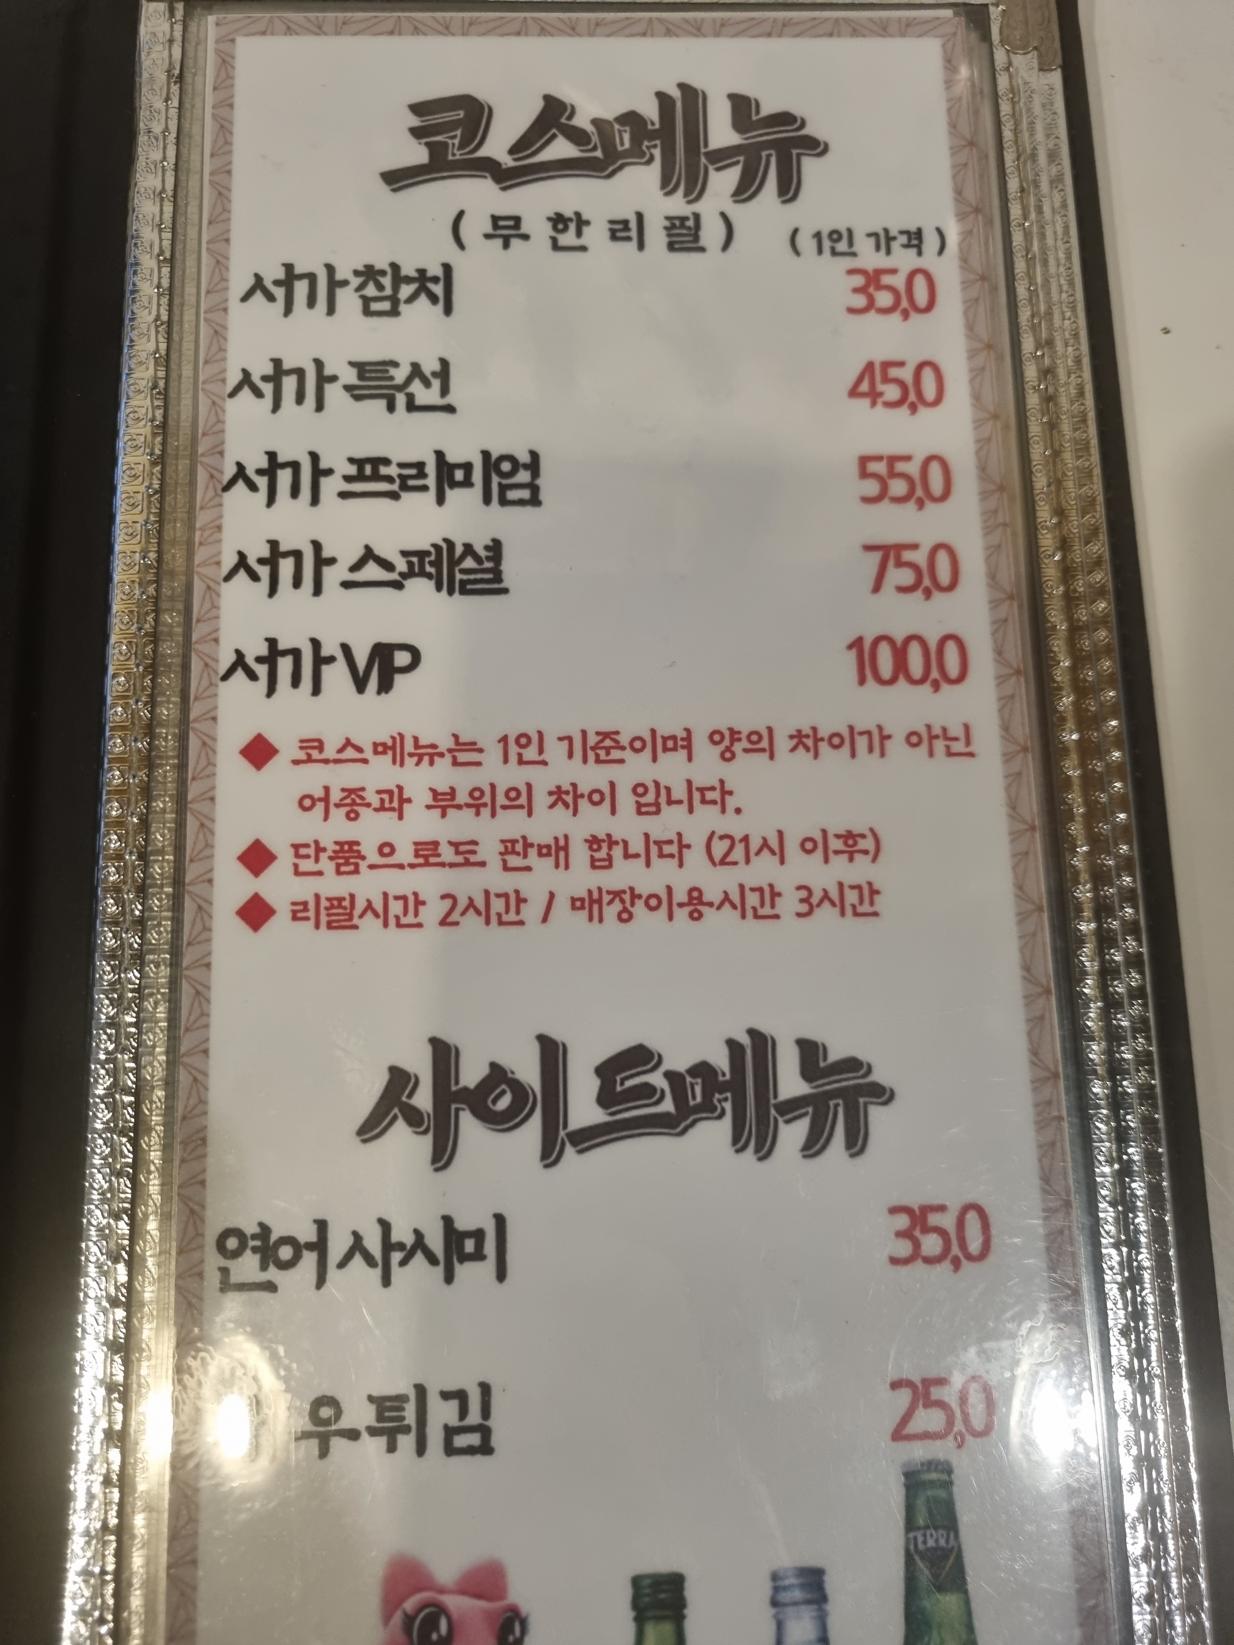 코스메뉴
(무한리필) (1인 가격)
서가 참치 35,0
서가 특선 45,0
서가 프리미엄 55,0
서가 스페셜 75,0
서가 VIP 100,0
◆ 코스메뉴는 1인 기준이며 양의 차이가 아닌
어종과 부위의 차이 입니다.
◆ 단품으로도 판매 합니다 (21시 이후)
◆ 리필시간 2시간 / 매장이용시간 3시간
사이드메뉴
연어 사시미 35,0
우튀김 25,0
TERRA